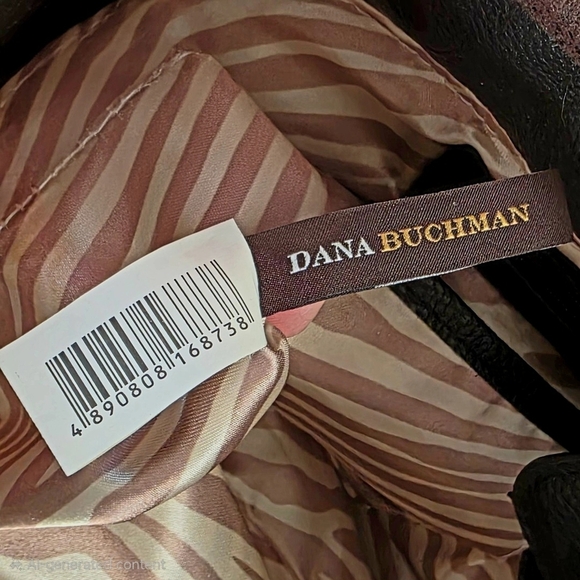 DANA BUCHMAN
4 890808 168738
AI-generated content